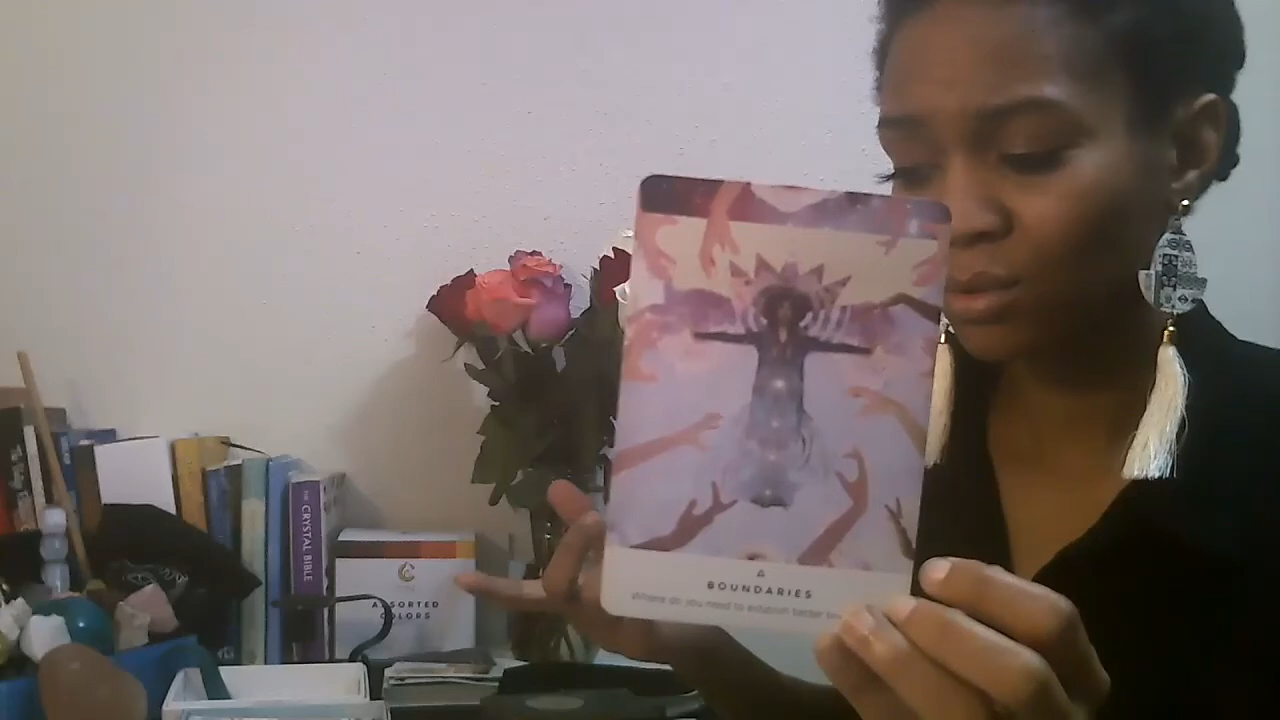 THE CRYSTAL BIBLE
ASSORTED
COLORS
BOUNDARIES
Where do you need to establish better